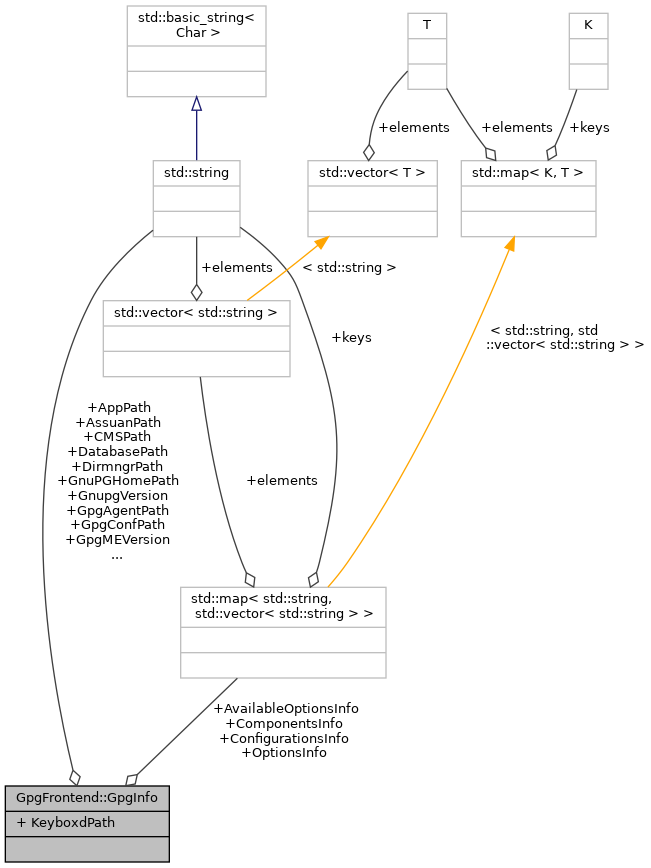 std::basic_string<
Char >
T
K
+elements
+elements
+keys
std::string
std::vector< T >
std::map< K, T >
+elements
< std::string >
std::vector< std::string >
+keys
< std::string, std
::vector< std::string > >
+AppPath
+AssuanPath
+CMSPath
+DatabasePath
+DirmngrPath
+GnuPGHomePath
+GnupgVersion
+GpgAgentPath
+GpgConfPath
+GpgMEVersion
...
+elements
std::map< std::string,
std::vector< std::string > >
+AvailableOptionsInfo
+ComponentsInfo
+ConfigurationsInfo
+OptionsInfo
GpgFrontend::GpgInfo
+ KeyboxdPath